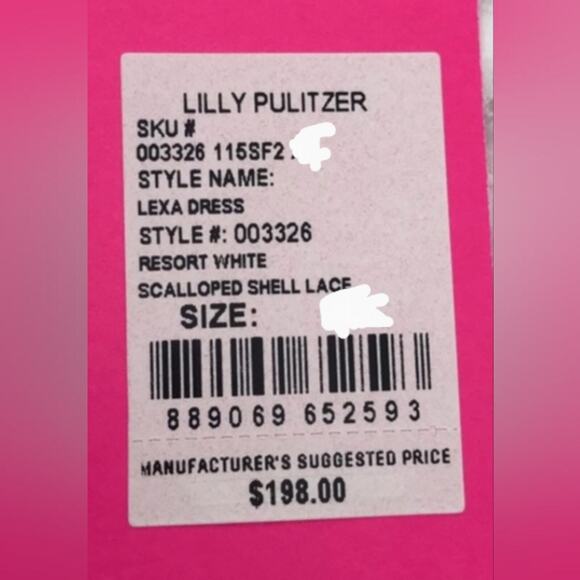 LILLY PULITZER
SKU #
003326 115SF2
STYLE NAME:
LEXA DRESS
STYLE #: 003326
RESORT WHITE
SCALLOPED SHELL LACE
SIZE:
889069 652593
MANUFACTURER'S SUGGESTED PRICE
$198.00